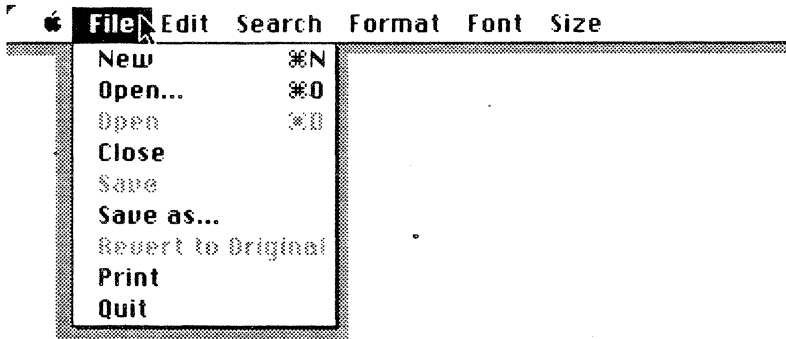 File Edit Search Format Font Size
New ⌘N
Open... ⌘O
Open ⌘D
Close
Save
Save as...
Revert to Original
Print
Quit